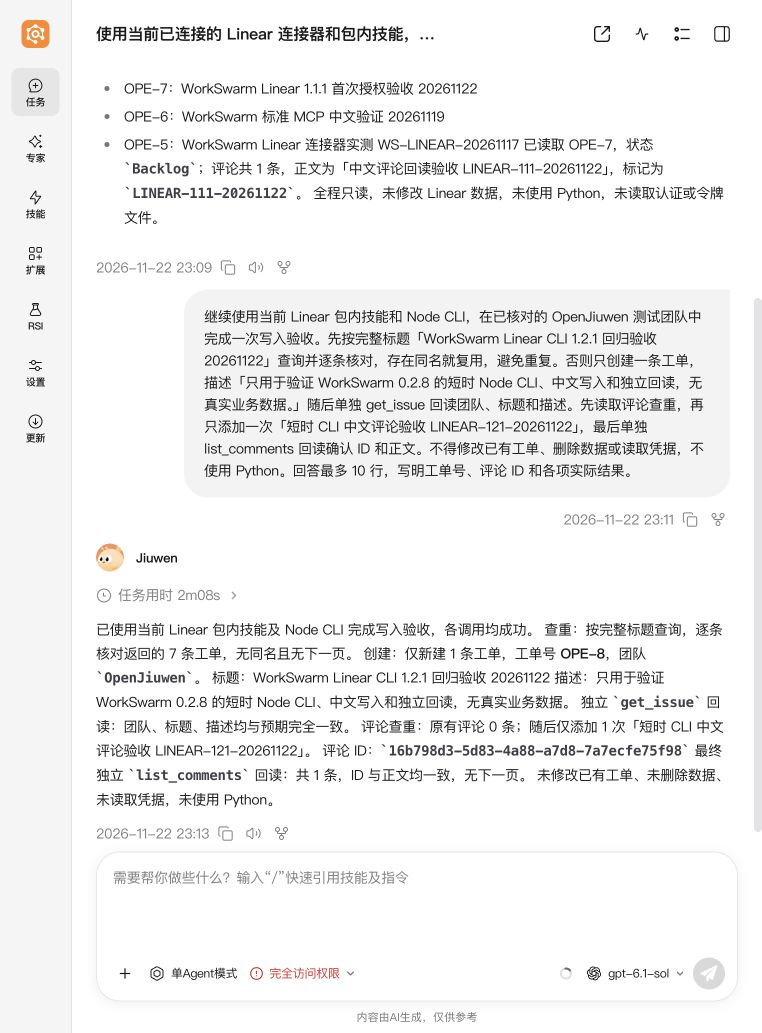 使用当前已连接的 Linear 连接器和包内技能，...
任务
专家
技能
扩展
RSI
设置
更新
OPE-7：WorkSwarm Linear 1.1.1 首次授权验收 20261122
OPE-6：WorkSwarm 标准 MCP 中文验证 20261119
OPE-5：WorkSwarm Linear 连接器实测 WS-LINEAR-20261117 已读取 OPE-7，状态
`Backlog`；评论共 1 条，正文为「中文评论回读验收 LINEAR-111-20261122」，标记为
`LINEAR-111-20261122`。 全程只读，未修改 Linear 数据，未使用 Python，未读取认证或令牌
文件。
2026-11-22 23:09
继续使用当前 Linear 包内技能和 Node CLI，在已核对的 OpenJiuwen 测试团队中
完成一次写入验收。先按完整标题「WorkSwarm Linear CLI 1.2.1 回归验收
20261122」查询并逐条核对，存在同名就复用，避免重复。否则只创建一条工单，
描述「只用于验证 WorkSwarm 0.2.8 的短时 Node CLI、中文写入和独立回读，无
真实业务数据。」随后单独 get_issue 回读团队、标题和描述。先读取评论查重，再
只添加一次「短时 CLI 中文评论验收 LINEAR-121-20261122」，最后单独
list_comments 回读确认 ID 和正文。不得修改已有工单、删除数据或读取凭据，不
使用 Python。回答最多 10 行，写明工单号、评论 ID 和各项实际结果。
2026-11-22 23:11
Jiuwen
任务用时 2m08s
已使用当前 Linear 包内技能及 Node CLI 完成写入验收，各调用均成功。 查重：按完整标题查询，逐条
核对返回的 7 条工单，无同名且无下一页。 创建：仅新建 1 条工单，工单号 OPE-8，团队
`OpenJiuwen`。 标题：WorkSwarm Linear CLI 1.2.1 回归验收 20261122 描述：只用于验证
WorkSwarm 0.2.8 的短时 Node CLI、中文写入和独立回读，无真实业务数据。 独立 `get_issue` 回
读：团队、标题、描述均与预期完全一致。 评论查重：原有评论 0 条；随后仅添加 1 次「短时 CLI 中文
评论验收 LINEAR-121-20261122」。 评论 ID：`16b798d3-5d83-4a88-a7d8-7a7ecfe75f98` 最终
独立 `list_comments` 回读：共 1 条，ID 与正文均一致，无下一页。 未修改已有工单、未删除数据、
未读取凭据，未使用 Python。
2026-11-22 23:13
需要帮你做些什么？输入“/”快速引用技能及指令
单Agent模式
完全访问权限
gpt-6.1-sol
内容由AI生成，仅供参考